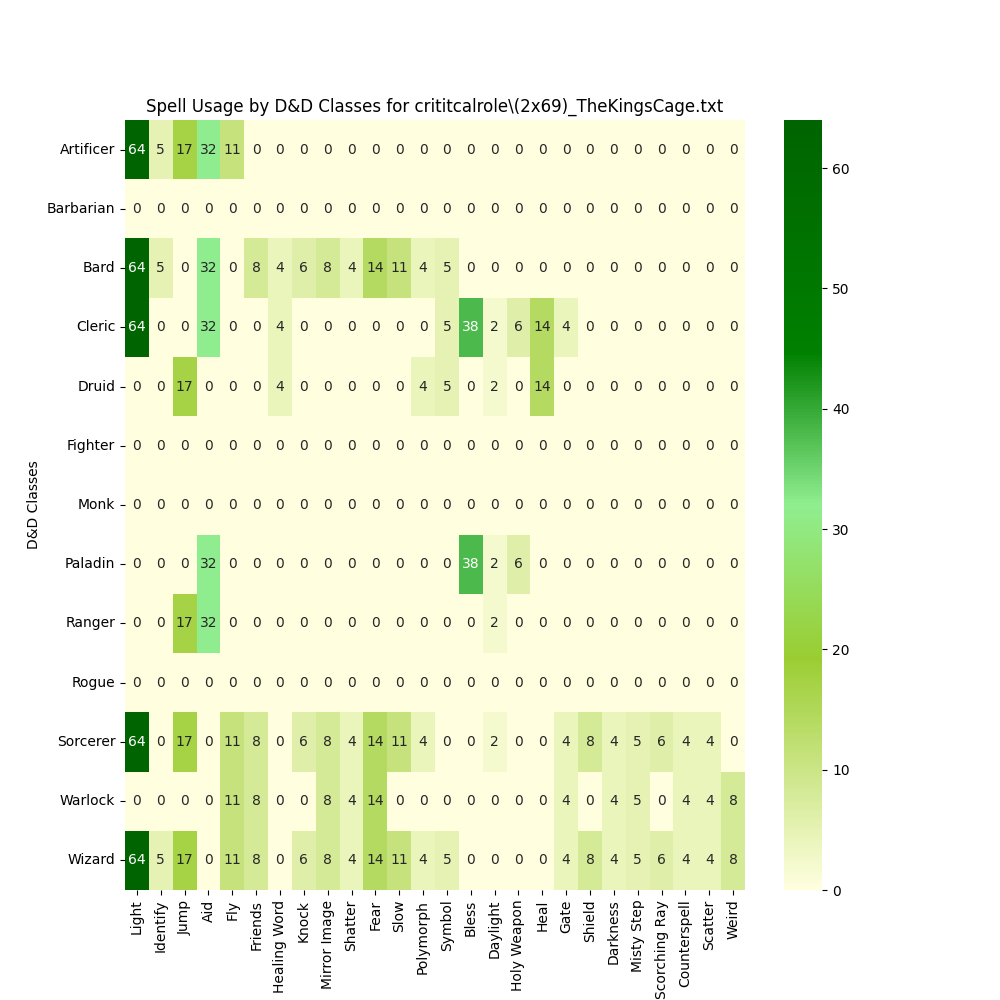 Spell Usage by D&D Classes for crititcalrole\(2x69)_TheKingsCage.txt
Artificer 64 5 17 32 11 0 0 0 0 0 0 0 0 0 0 0 0 0 0 0 0 0 0 0 0 0
Barbarian 0 0 0 0 0 0 0 0 0 0 0 0 0 0 0 0 0 0 0 0 0 0 0 0 0 0
Bard 64 5 0 32 0 8 4 6 8 4 14 11 4 5 0 0 0 0 0 0 0 0 0 0 0 0
Cleric 64 0 0 32 0 0 4 0 0 0 0 0 0 5 38 2 6 14 4 0 0 0 0 0 0 0
Druid 0 0 17 0 0 0 4 0 0 0 0 0 4 5 0 2 0 14 0 0 0 0 0 0 0 0
Fighter 0 0 0 0 0 0 0 0 0 0 0 0 0 0 0 0 0 0 0 0 0 0 0 0 0 0
Monk 0 0 0 0 0 0 0 0 0 0 0 0 0 0 0 0 0 0 0 0 0 0 0 0 0 0
Paladin 0 0 0 32 0 0 0 0 0 0 0 0 0 0 38 2 6 0 0 0 0 0 0 0 0 0
Ranger 0 0 17 32 0 0 0 0 0 0 0 0 0 0 0 2 0 0 0 0 0 0 0 0 0 0
Rogue 0 0 0 0 0 0 0 0 0 0 0 0 0 0 0 0 0 0 0 0 0 0 0 0 0 0
Sorcerer 64 0 17 0 11 8 0 6 8 4 14 11 4 0 0 2 0 0 4 8 4 5 6 4 4 0
Warlock 0 0 0 0 11 8 0 0 8 4 14 0 0 0 0 0 0 0 4 0 4 5 0 4 4 8
Wizard 64 5 17 0 11 8 0 6 8 4 14 11 4 5 0 0 0 0 4 8 4 5 6 4 4 8
D&D Classes
Light
Identify
Jump
Aid
Fly
Friends
Healing Word
Knock
Mirror Image
Shatter
Fear
Slow
Polymorph
Symbol
Bless
Daylight
Holy Weapon
Heal
Gate
Shield
Darkness
Misty Step
Scorching Ray
Counterspell
Scatter
Weird
60
50
40
30
20
10
0